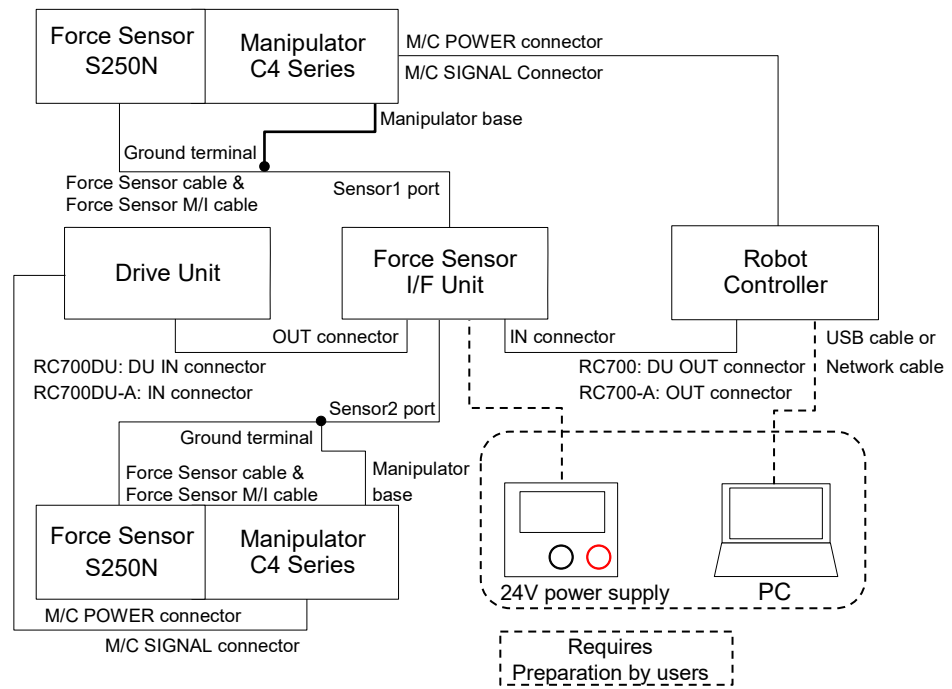 Force Sensor
S250N
Manipulator
C4 Series
M/C POWER connector
M/C SIGNAL Connector
Manipulator base
Ground terminal
Force Sensor cable &
Force Sensor M/I cable
Sensor1 port
Drive Unit
Force Sensor
I/F Unit
Robot
Controller
OUT connector
IN connector
USB cable or
Network cable
RC700DU: DU IN connector
RC700DU-A: IN connector
RC700: DU OUT connector
RC700-A: OUT connector
Sensor2 port
Ground terminal
Force Sensor cable &
Force Sensor M/I cable
Manipulator
base
Force Sensor
S250N
Manipulator
C4 Series
24V power supply
PC
M/C POWER connector
M/C SIGNAL connector
Requires
Preparation by users